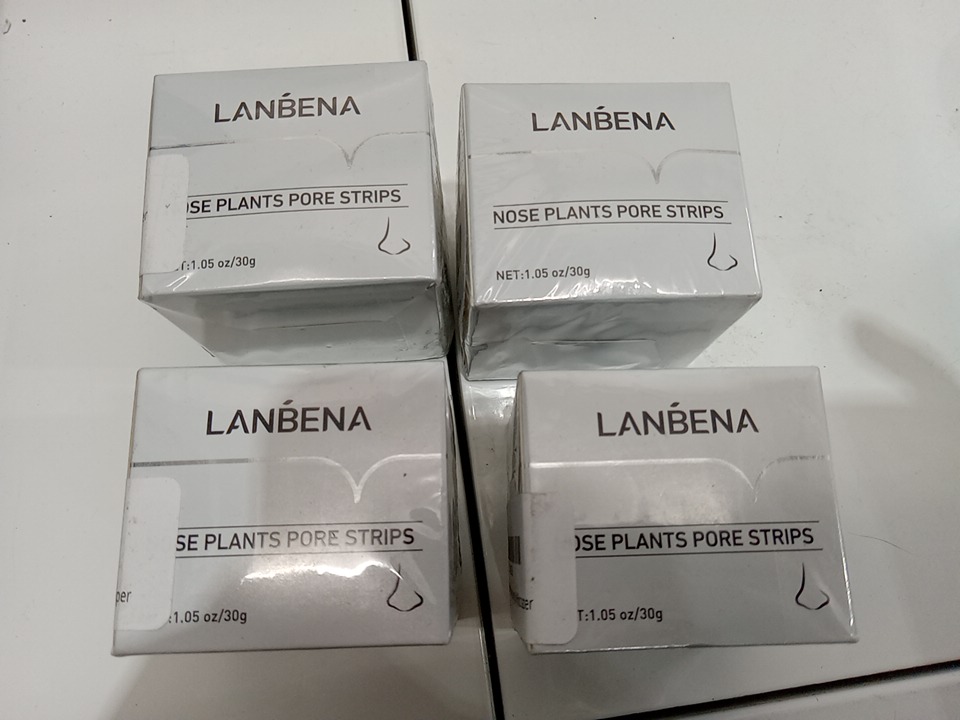 LANBENA
NOSE PLANTS PORE STRIPS
NET:1.05 oz/30g
LANBENA
OSE PLANTS PORE STRIPS
T:1.05 oz/30g
LANBENA
SE PLANTS PORE STRIPS
:1.05 oz/30g
per
LANBENA
OSE PLANTS PORE STRIPS
T:1.05 oz/30g